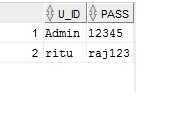 U_ID PASS
1 Admin 12345
2 ritu raj123